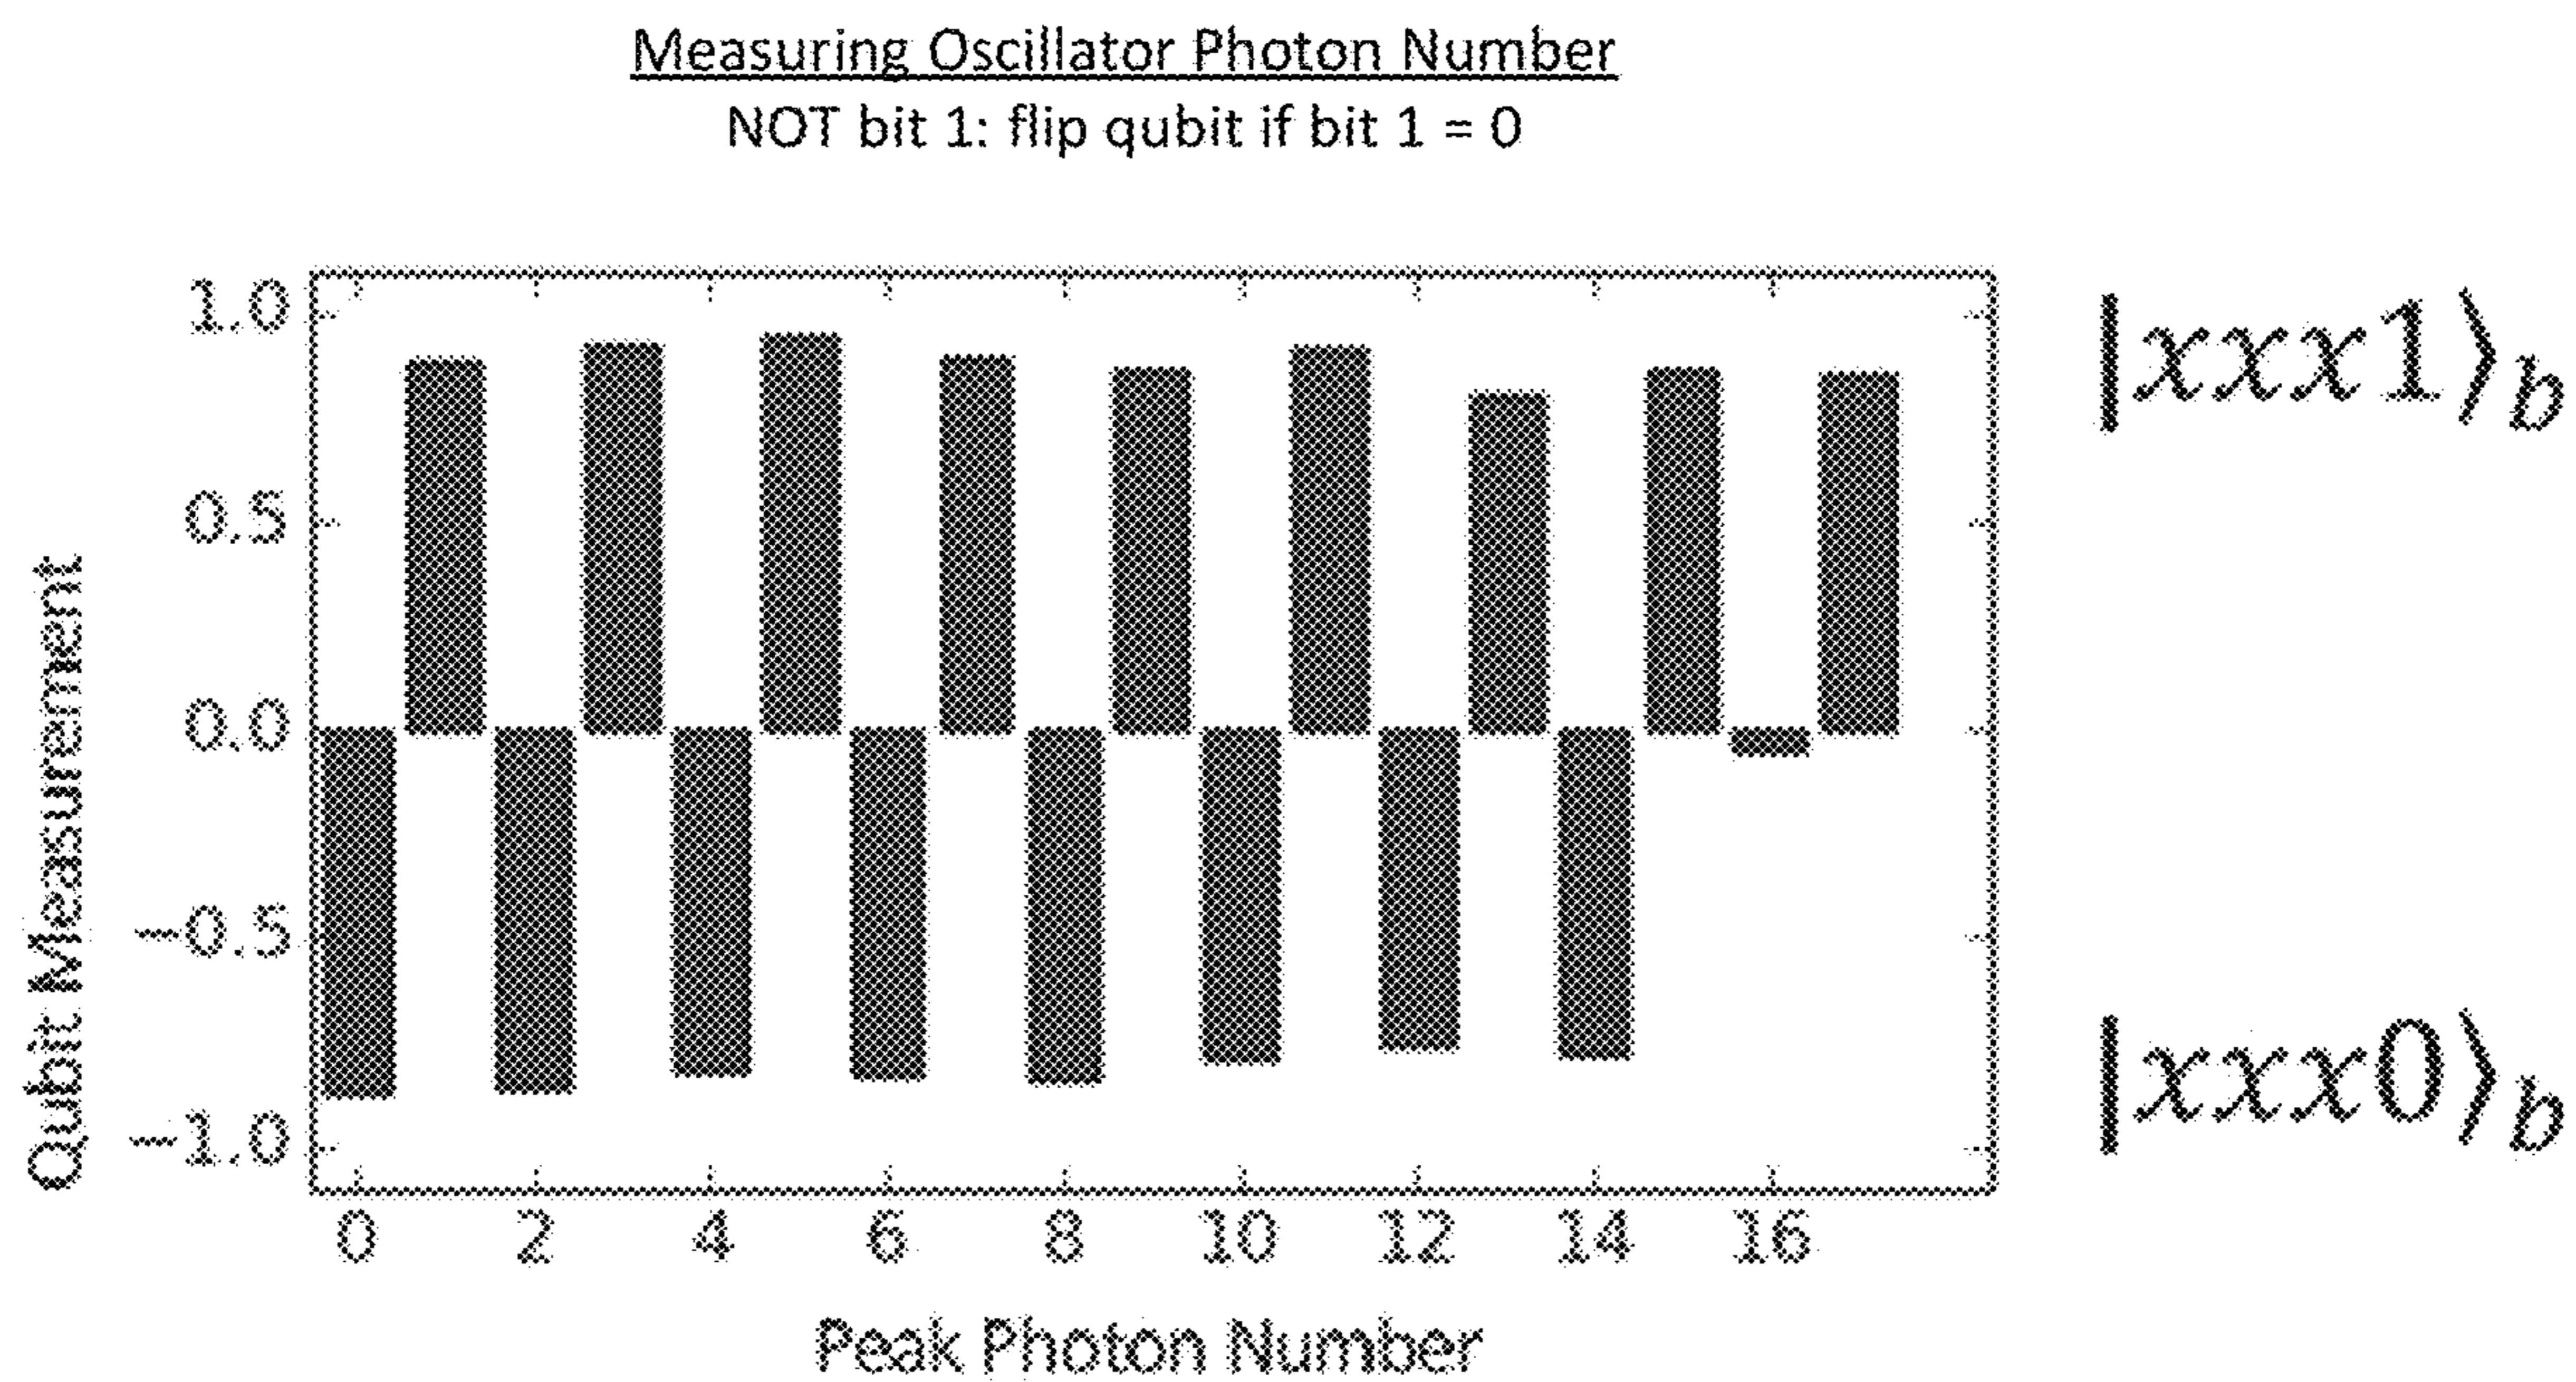 Measuring Oscillator Photon Number
NOT bit 1: flip qubit if bit 1 = 0
1.0
0.5
0.0
−0.5
−1.0
Qubit Measurement
0 2 4 6 8 10 12 14 16
Peak Photon Number
|xxx1⟩b
|xxx0⟩b